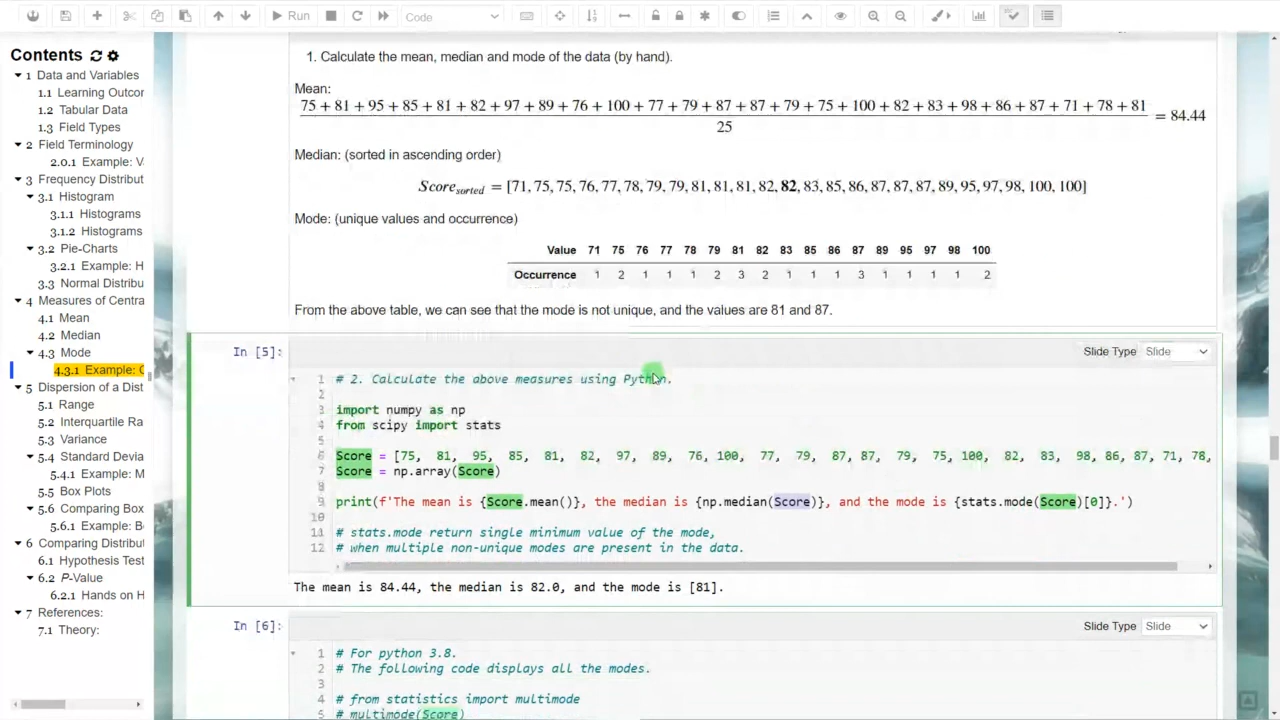 Run
Code
Contents
1 Data and Variables
1.1 Learning Outcor
1.2 Tabular Data
1.3 Field Types
2 Field Terminology
2.0.1 Example: V
3 Frequency Distribut
3.1 Histogram
3.1.1 Histograms
3.1.2 Histograms
3.2 Pie-Charts
3.2.1 Example: H
3.3 Normal Distribu
4 Measures of Centra
4.1 Mean
4.2 Median
4.3 Mode
4.3.1 Example: C
5 Dispersion of a Dist
5.1 Range
5.2 Interquartile Ra
5.3 Variance
5.4 Standard Devia
5.4.1 Example: M
5.5 Box Plots
5.6 Comparing Box
5.6.1 Example: B
6 Comparing Distribut
6.1 Hypothesis Test
6.2 P-Value
6.2.1 Hands on H
7 References:
7.1 Theory:
1. Calculate the mean, median and mode of the data (by hand).
Mean:
75 + 81 + 95 + 85 + 81 + 82 + 97 + 89 + 76 + 100 + 77 + 79 + 87 + 87 + 79 + 75 + 100 + 82 + 83 + 98 + 86 + 87 + 71 + 78 + 81
25
= 84.44
Median: (sorted in ascending order)
Score sorted = [71, 75, 75, 76, 77, 78, 79, 79, 81, 81, 81, 82, 82, 83, 85, 86, 87, 87, 87, 89, 95, 97, 98, 100, 100]
Mode: (unique values and occurrence)
Value 71 75 76 77 78 79 81 82 83 85 86 87 89 95 97 98 100
Occurrence 1 2 1 1 1 2 3 2 1 1 1 3 1 1 1 1 2
From the above table, we can see that the mode is not unique, and the values are 81 and 87.
In [5]:
Slide Type Slide
1 # 2. Calculate the above measures using Python.
2
3 import numpy as np
4 from scipy import stats
5
6 Score = [75, 81, 95, 85, 81, 82, 97, 89, 76, 100, 77, 79, 87, 87, 79, 75, 100, 82, 83, 98, 86, 87, 71, 78,
7 Score = np.array(Score)
8
9 print(f'The mean is {Score.mean()}, the median is {np.median(Score)}, and the mode is {stats.mode(Score)[0]}.')
10
11 # stats.mode return single minimum value of the mode,
12 # when multiple non-unique modes are present in the data.
The mean is 84.44, the median is 82.0, and the mode is [81].
In [6]:
Slide Type Slide
1 # For python 3.8.
2 # The following code displays all the modes.
3
4 # from statistics import multimode
5 # multimode(Score)